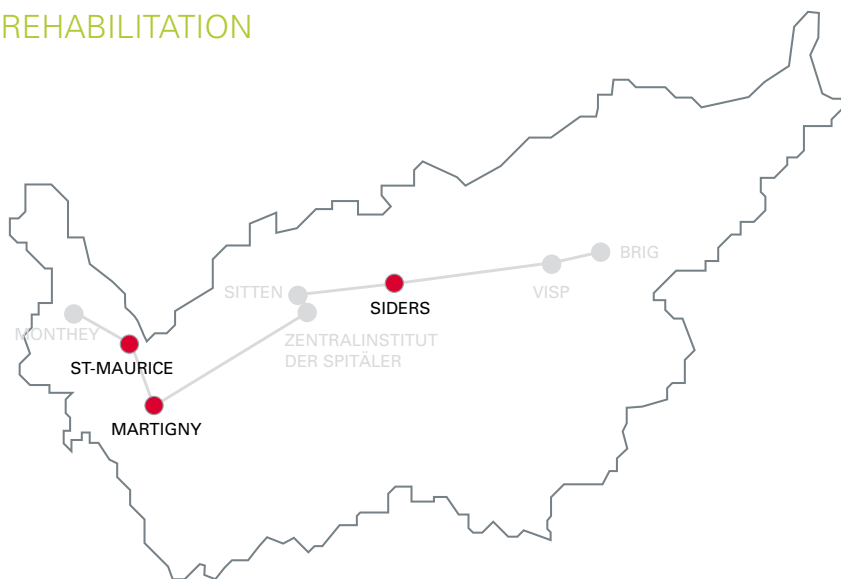 REHABILITATION
BRIG
SITTEN
VISP
SIDERS
MONTHEY
ZENTRALINSTITUT
DER SPITÄLER
ST-MAURICE
MARTIGNY